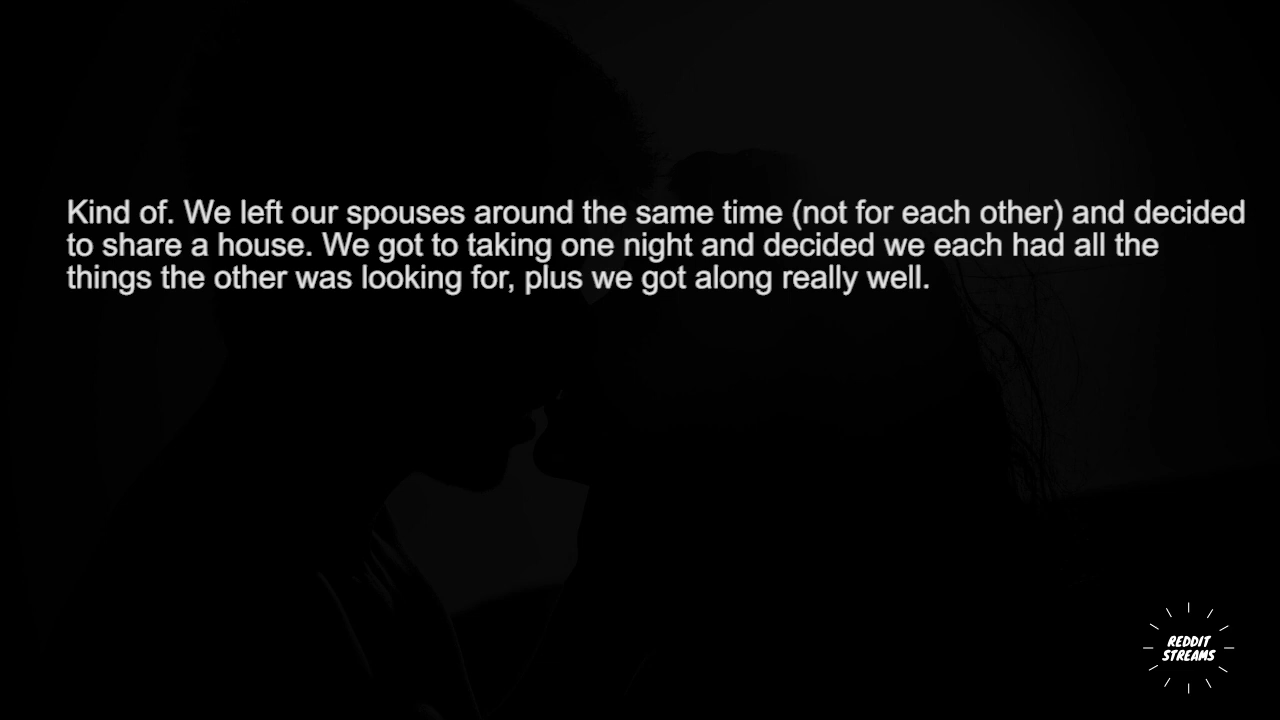 Kind of. We left our spouses around the same time (not for each other) and decided
to share a house. We got to taking one night and decided we each had all the
things the other was looking for, plus we got along really well.
REDDIT
STREAMS